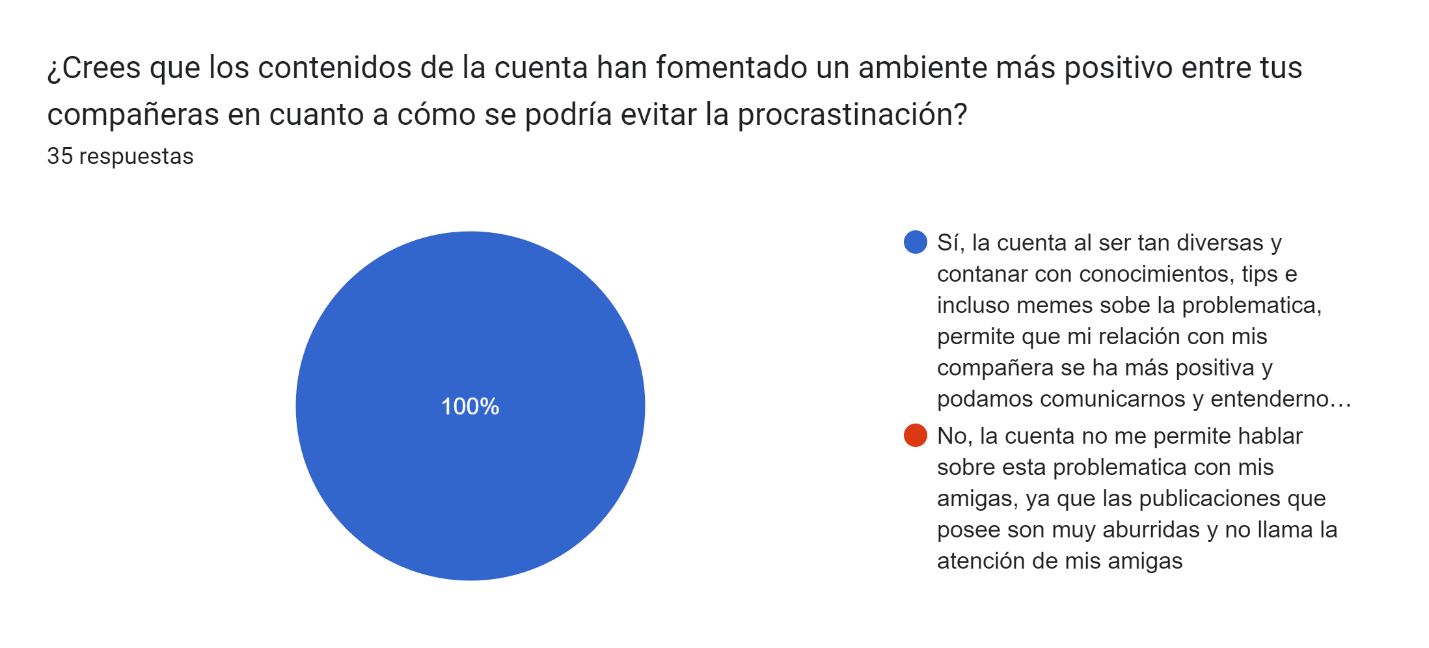 ¿Crees que los contenidos de la cuenta han fomentado un ambiente más positivo entre tus
compañeras en cuanto a cómo se podría evitar la procrastinación?
35 respuestas
100%
Sí, la cuenta al ser tan diversas y
contanar con conocimientos, tips e
incluso memes sobe la problematica,
permite que mi relación con mis
compañera se ha más positiva y
podamos comunicarnos y entenderno…
No, la cuenta no me permite hablar
sobre esta problematica con mis
amigas, ya que las publicaciones que
posee son muy aburridas y no llama la
atención de mis amigas